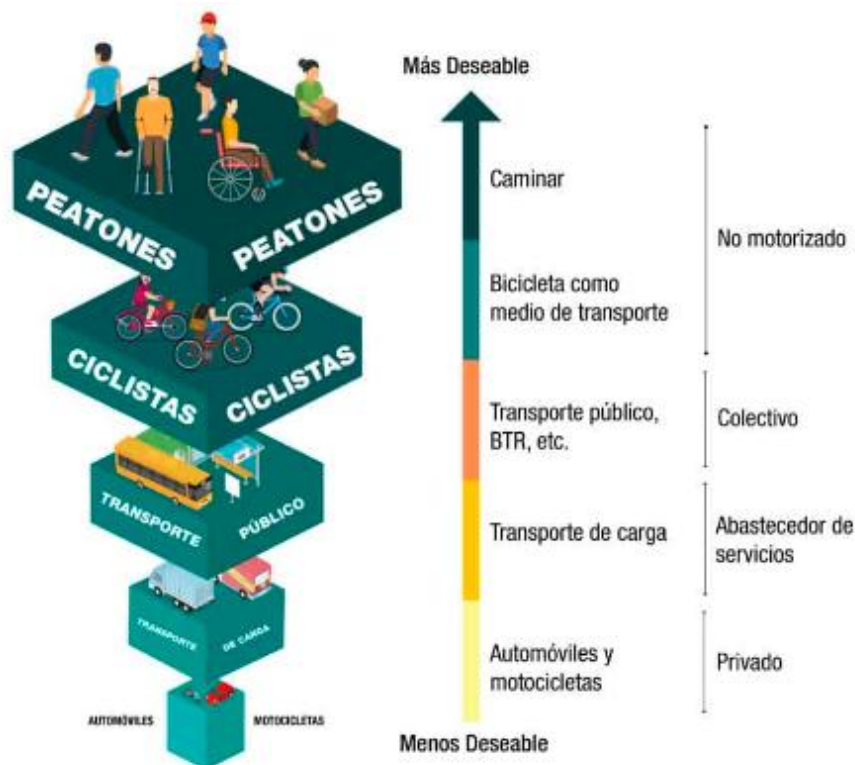 PEATONES
PEATONES
CICLISTAS
CICLISTAS
TRANSPORTE
PÚBLICO
TRANSPORTE
DE CARGA
AUTOMÓVILES
MOTOCICLETAS
Más Deseable
Caminar
Bicicleta como
medio de transporte
Transporte público,
BTR, etc.
Transporte de carga
Automóviles y
motocicletas
Menos Deseable
No motorizado
Colectivo
Abastecedor de
servicios
Privado